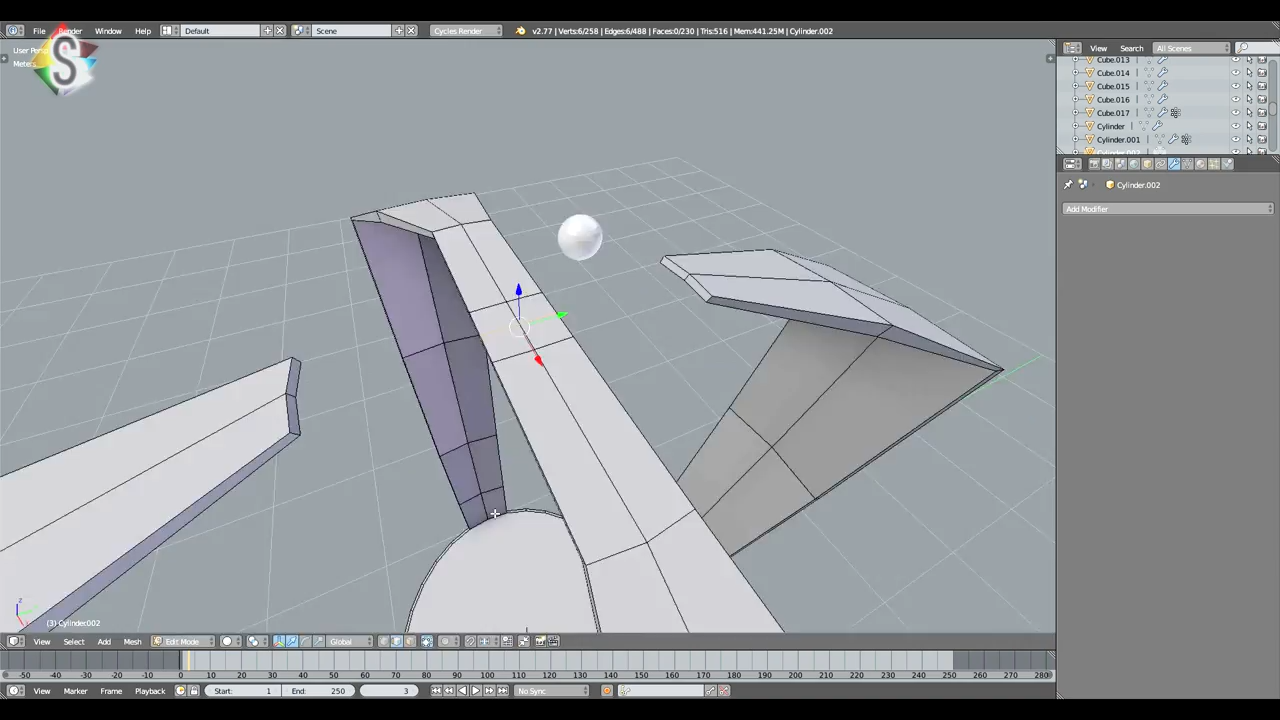 File Render Window Help Default Scene Cycles Render v2.77 | Verts:6/258 | Edges:6/488 | Faces:0/230 | Tris:516 | Mem:441.25M | Cylinder.002
User
Meters
S
View Search All Scenes
Cube.013
Cube.014
Cube.015
Cube.016
Cube.017
Cylinder
Cylinder.001
Cylinder.002
Add Modifier
z
(3) Cylinder.002
View Select Add Mesh Edit Mode Global
-50 -40 -30 -20 -10 0 10 20 30 40 50 60 70 80 90 100 110 120 130 140 150 160 170 180 190 200 210 220 230 240 250 260 270 280
View Marker Frame Playback Start: 1 End: 250 3 No Sync